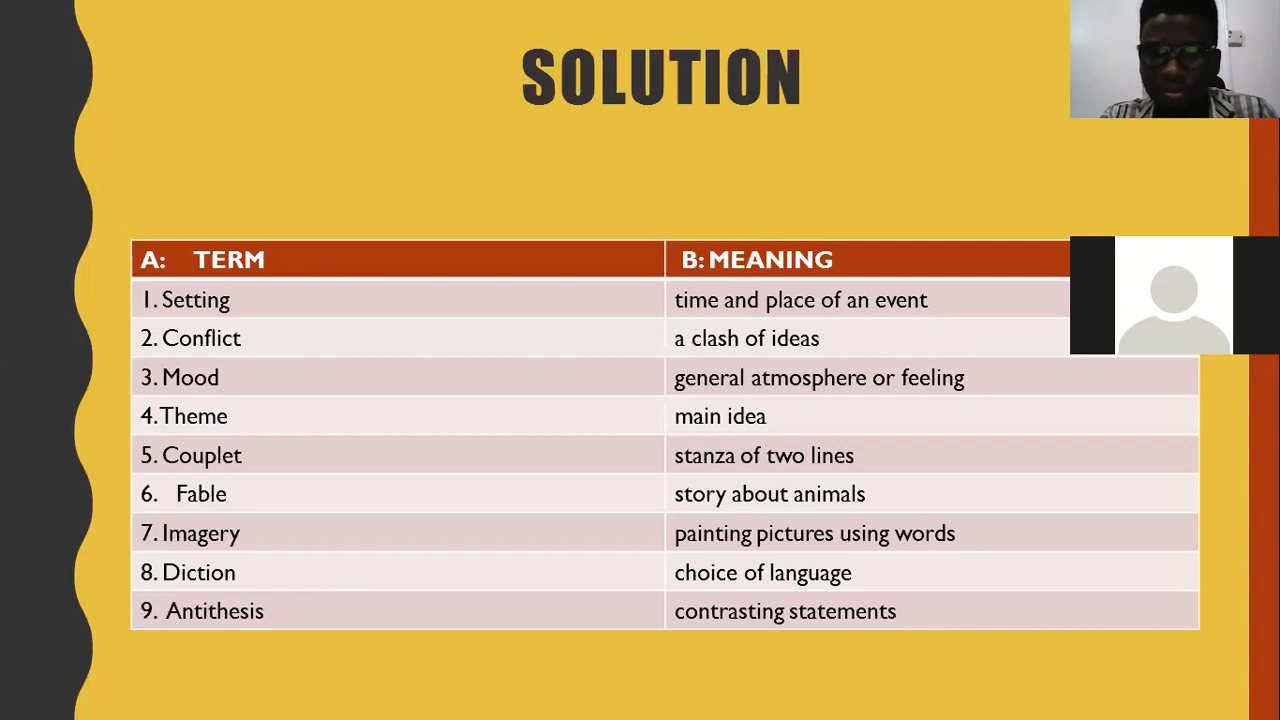 SOLUTION
A: TERM B: MEANING
1. Setting time and place of an event
2. Conflict a clash of ideas
3. Mood general atmosphere or feeling
4. Theme main idea
5. Couplet stanza of two lines
6. Fable story about animals
7. Imagery painting pictures using words
8. Diction choice of language
9. Antithesis contrasting statements